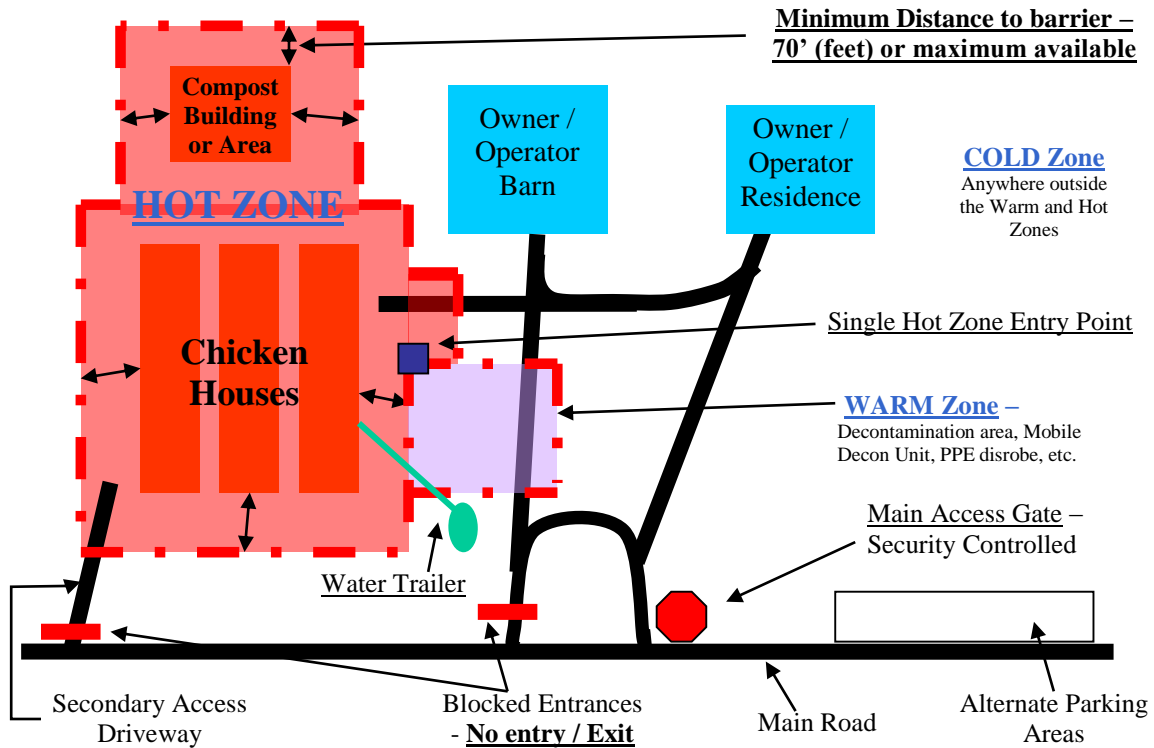 Minimum Distance to barrier –
70’ (feet) or maximum available
Compost
Building
or Area
Owner /
Operator
Barn
Owner /
Operator
Residence
COLD Zone
Anywhere outside
the Warm and Hot
Zones
HOT ZONE
Single Hot Zone Entry Point
Chicken
Houses
WARM Zone –
Decontamination area, Mobile
Decon Unit, PPE disrobe, etc.
Main Access Gate –
Security Controlled
Water Trailer
Secondary Access
Driveway
Blocked Entrances
- No entry / Exit
Main Road
Alternate Parking
Areas